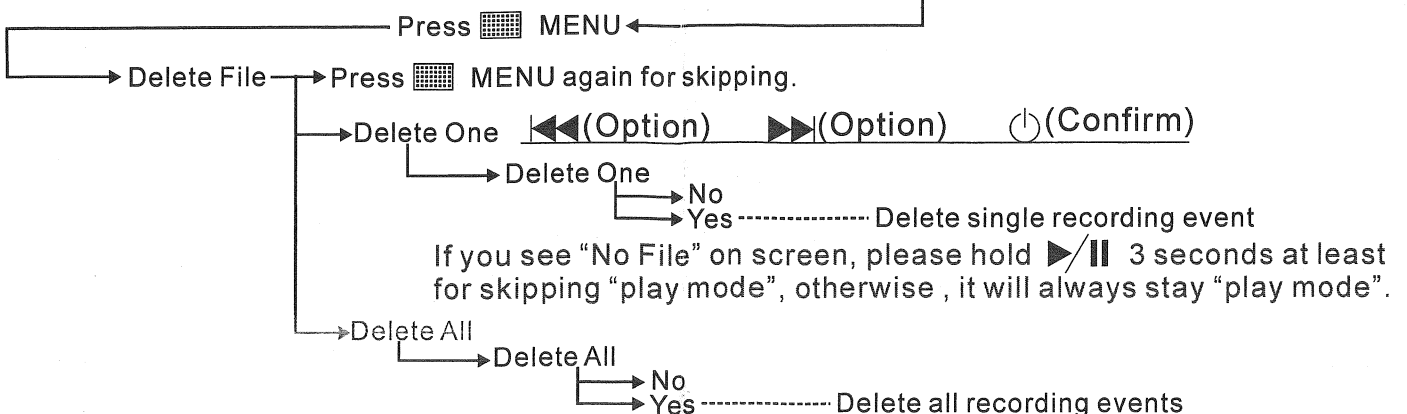 Press MENU
Delete File Press MENU again for skipping.
Delete One (Option) (Option) (Confirm)
Delete One
No
Yes Delete single recording event
If you see “No File” on screen, please hold ▶/II 3 seconds at least
for skipping “play mode”, otherwise , it will always stay “play mode”.
Delete All
Delete All
No
Yes Delete all recording events